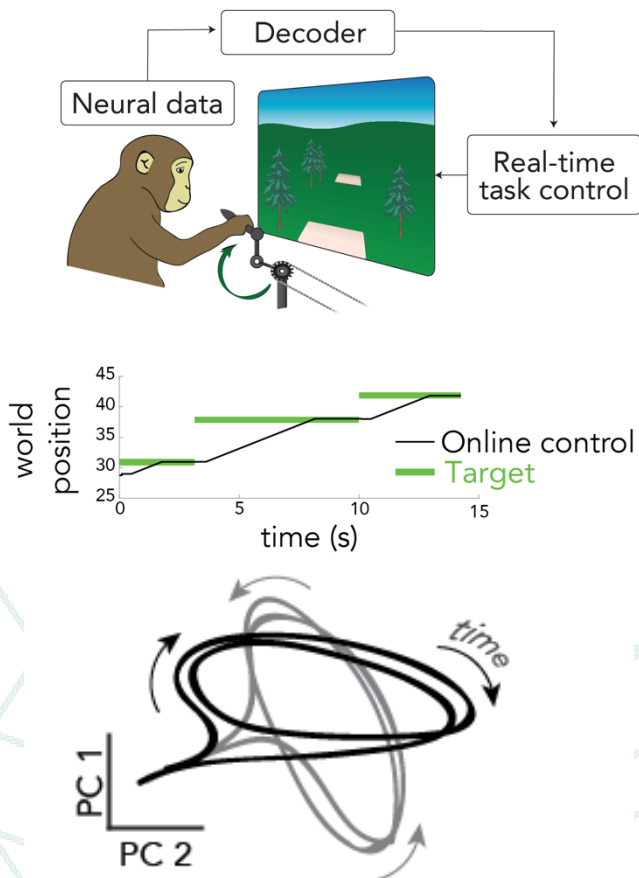 Decoder
Neural data
Real-time
task control
45
40
35
30
25
world
position
0
5
10
15
time (s)
Online control
Target
time
PC 1
PC 2